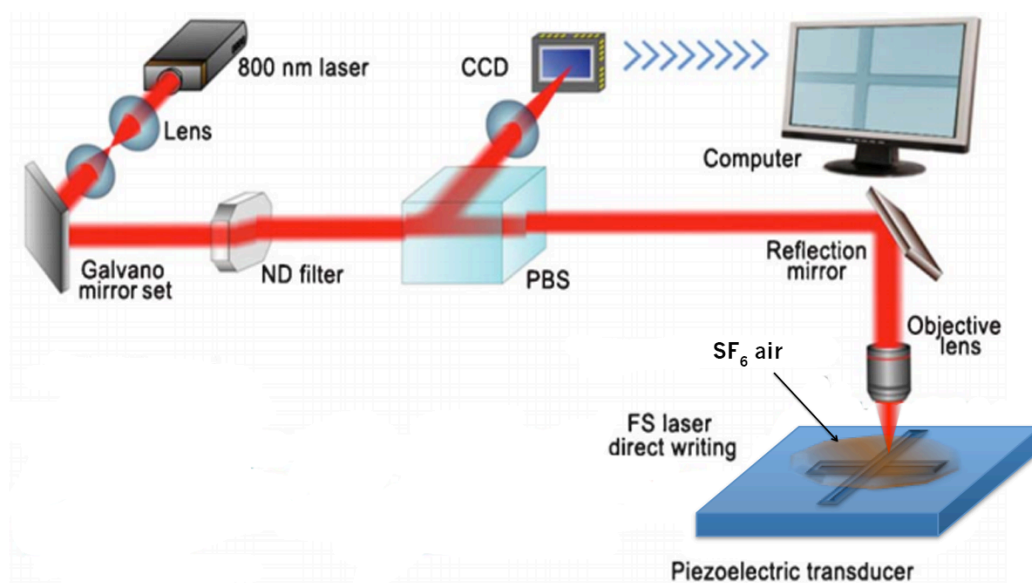 800 nm laser
CCD
Lens
Computer
Galvano
mirror set
ND filter
PBS
Reflection
mirror
Objective
lens
SF₆ air
FS laser
direct writing
Piezoelectric transducer